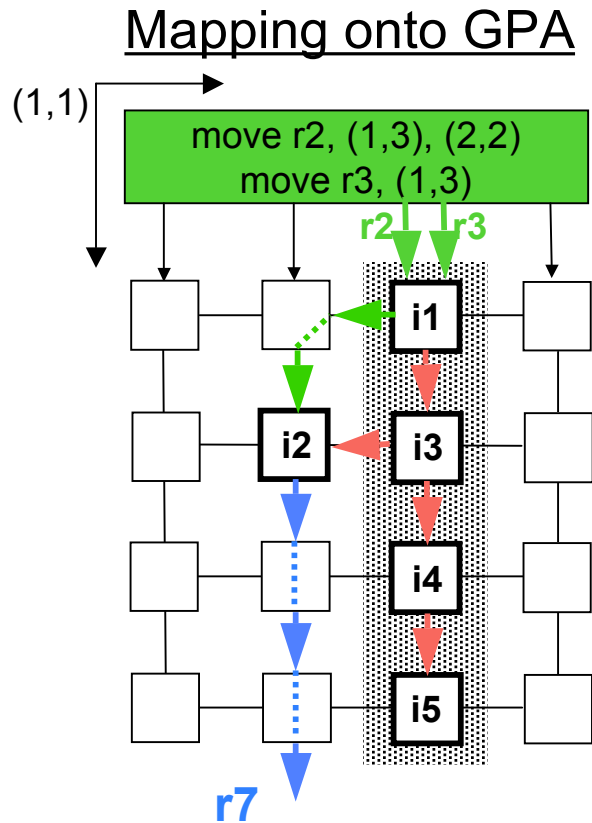 Mapping onto GPA
(1,1)
move r2, (1,3), (2,2)
move r3, (1,3)
r2 r3
i1
i2 i3
i4
i5
r7